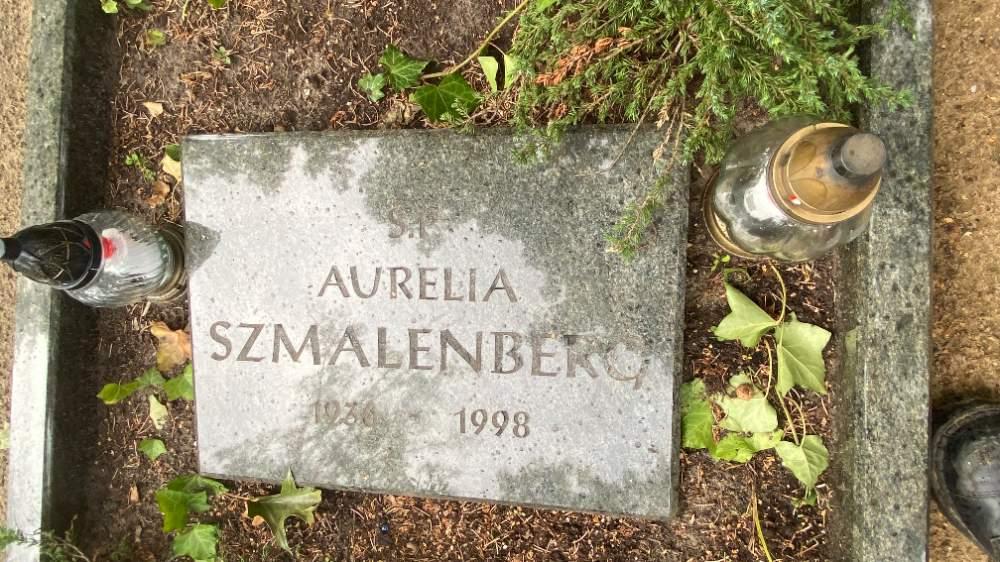 Ś.P.
AURELIA
SZMALENBERG
1936 - 1998